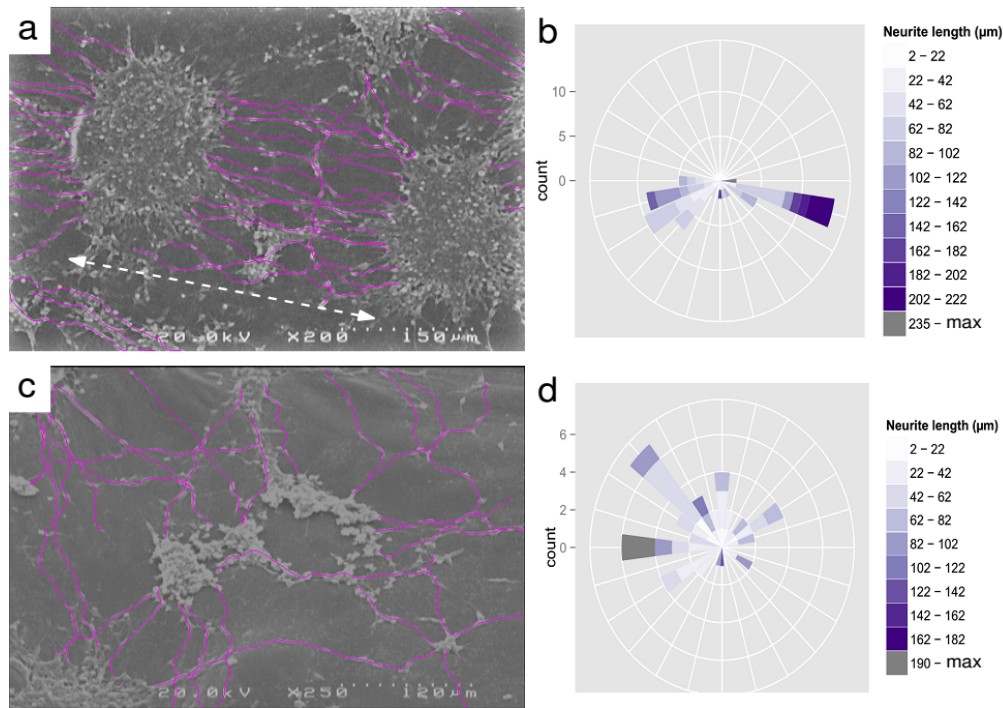 a
20.0kV X200 150µm
b
count
10
5
0
Neurite length (µm)
2 – 22
22 – 42
42 – 62
62 – 82
82 – 102
102 – 122
122 – 142
142 – 162
162 – 182
182 – 202
202 – 222
235 – max
c
20.0kV X250 120µm
d
count
6
4
2
0
Neurite length (µm)
2 – 22
22 – 42
42 – 62
62 – 82
82 – 102
102 – 122
122 – 142
142 – 162
162 – 182
190 – max